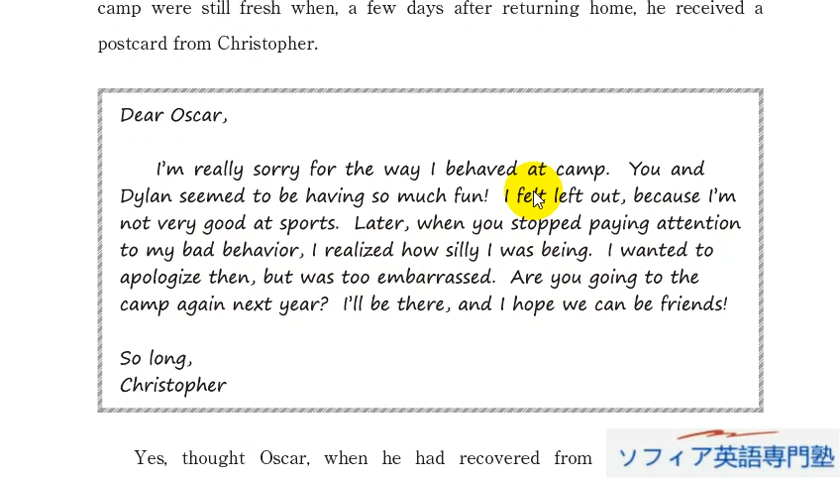 camp were still fresh when, a few days after returning home, he received a
postcard from Christopher.
Dear Oscar,
I'm really sorry for the way I behaved at camp. You and
Dylan seemed to be having so much fun! I felt left out, because I'm
not very good at sports. Later, when you stopped paying attention
to my bad behavior, I realized how silly I was being. I wanted to
apologize then, but was too embarrassed. Are you going to the
camp again next year? I'll be there, and I hope we can be friends!
So long,
Christopher
Yes, thought Oscar, when he had recovered from
ソフィア英語専門塾